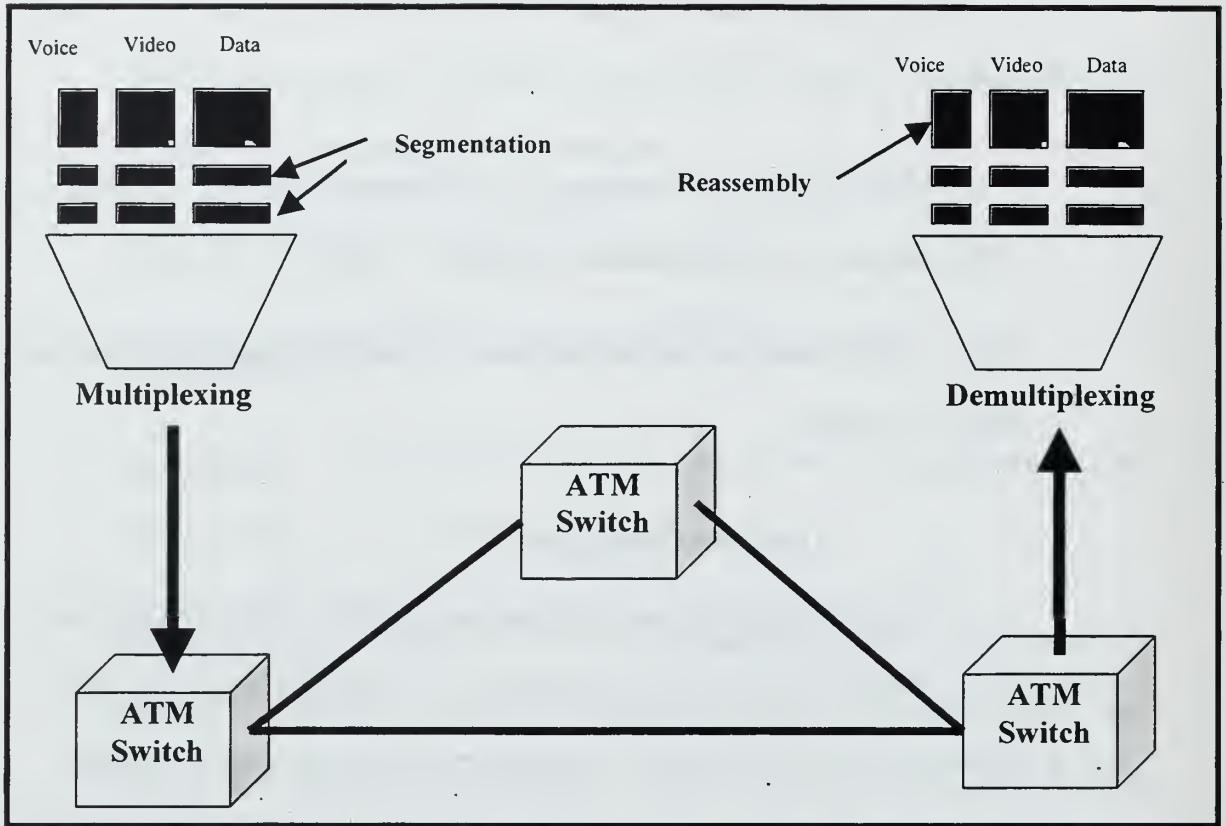 Voice Video Data
Voice Video Data
Segmentation
Reassembly
Multiplexing
Demultiplexing
ATM
Switch
ATM
Switch
ATM
Switch